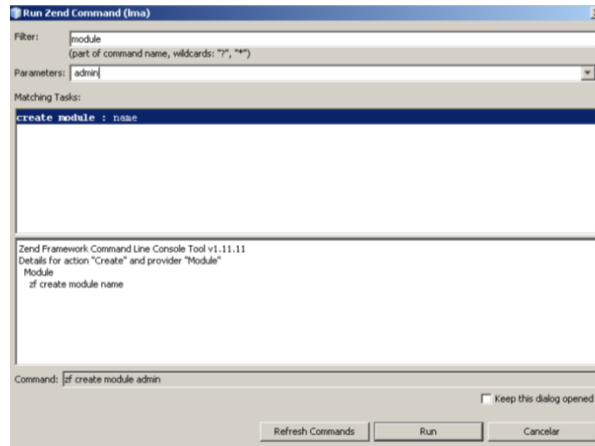 Run Zend Command (lma)
Filter: module
(part of command name, wildcards: "?", "*")
Parameters: admin
Matching Tasks:
create module : name
Zend Framework Command Line Console Tool v1.11.11
Details for action "Create" and provider "Module"
Module
zf create module name
Command: zf create module admin
Keep this dialog opened
Refresh Commands Run Cancelar